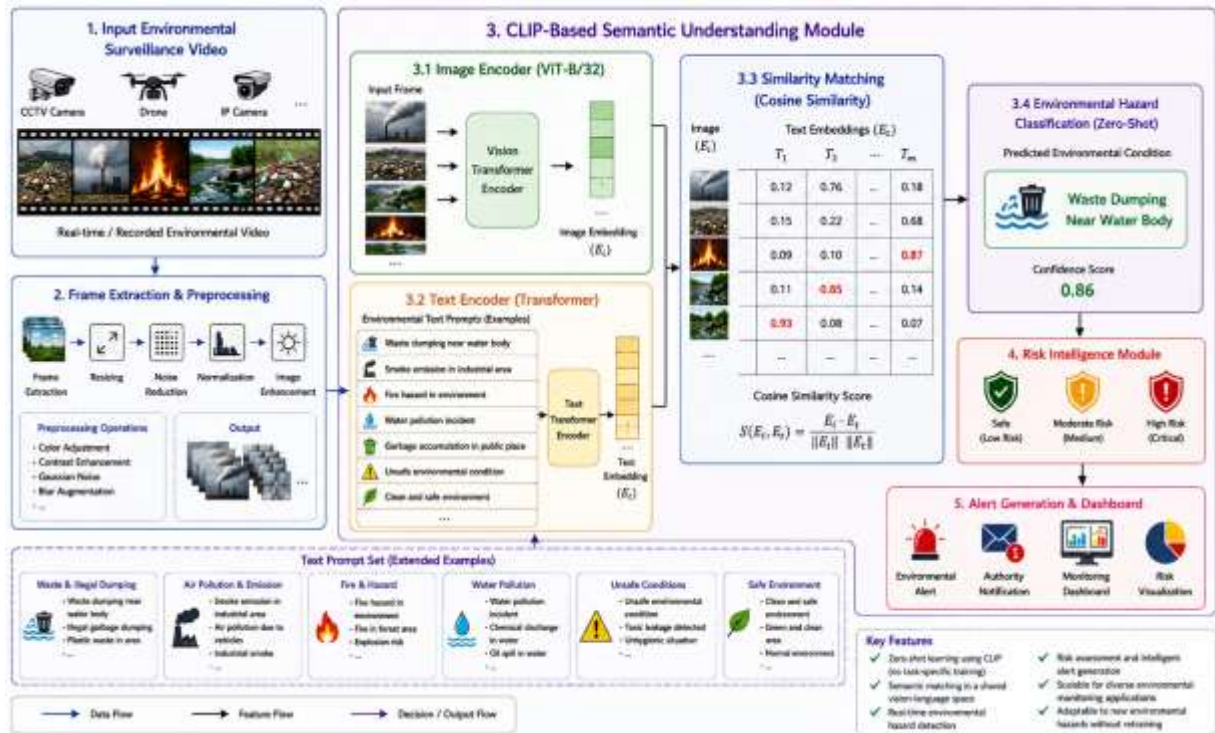 1. Input Environmental
Surveillance Video
CCTV Camera
Drone
IP Camera
...
Real-time / Recorded Environmental Video
2. Frame Extraction & Preprocessing
Frame
Extraction
Resizing
Noise
Reduction
Normalization
Image
Enhancement
Preprocessing Operations
- Color Adjustment
- Contrast Enhancement
- Gaussian Noise
- Blur Augmentation
- ...
Output
...
3. CLIP-Based Semantic Understanding Module
3.1 Image Encoder (ViT-B/32)
Input Frame
...
Vision
Transformer
Encoder
...
Image Embedding
(Eᵢ)
3.2 Text Encoder (Transformer)
Environmental Text Prompts (Examples)
Waste dumping near water body
Smoke emission in industrial area
Fire hazard in environment
Water pollution incident
Garbage accumulation in public place
Unsafe environmental condition
Clean and safe environment
...
Text
Transformer
Encoder
...
Text
Embedding
(Eₜ)
3.3 Similarity Matching
(Cosine Similarity)
Image
(Eᵢ)
Text Embeddings (Eₜ)
T₁ T₂ ... Tₘ
0.12 0.76 ... 0.18
0.15 0.22 ... 0.68
0.09 0.10 ... 0.87
0.11 0.85 ... 0.14
0.93 0.08 ... 0.07
... ... ... ...
Cosine Similarity Score
S(Eᵢ, Eₜ) = Eᵢ · Eₜ / ||Eᵢ|| ||Eₜ||
3.4 Environmental Hazard
Classification (Zero-Shot)
Predicted Environmental Condition
Waste Dumping
Near Water Body
Confidence Score
0.86
4. Risk Intelligence Module
Safe
(Low Risk)
Moderate Risk
(Medium)
High Risk
(Critical)
5. Alert Generation & Dashboard
1
Environmental
Alert
Authority
Notification
Monitoring
Dashboard
Risk
Visualization
Text Prompt Set (Extended Examples)
Waste & Illegal Dumping
- Waste dumping near
water body
- Illegal garbage dumping
- Plastic waste in area
- ...
Air Pollution & Emission
- Smoke emission in
industrial area
- Air pollution due to
vehicles
- Industrial smoke
- ...
Fire & Hazard
- Fire hazard in
environment
- Fire in forest area
- Explosion risk
- ...
Water Pollution
- Water pollution
incident
- Chemical discharge
in water
- Oil spill in water
- ...
Unsafe Conditions
- Unsafe environmental
condition
- Toxic leakage detected
- Unhygienic situation
- ...
Safe Environment
- Clean and safe
environment
- Green and clean
area
- Normal environment
- ...
Data Flow
Feature Flow
Decision / Output Flow
Key Features
✓ Zero-shot learning using CLIP
(no task-specific training)
✓ Semantic matching in a shared
vision-language space
✓ Real-time environmental
hazard detection
✓ Risk assessment and intelligent
alert generation
✓ Scalable for diverse environmental
monitoring applications
✓ Adaptable to new environmental
hazards without retraining